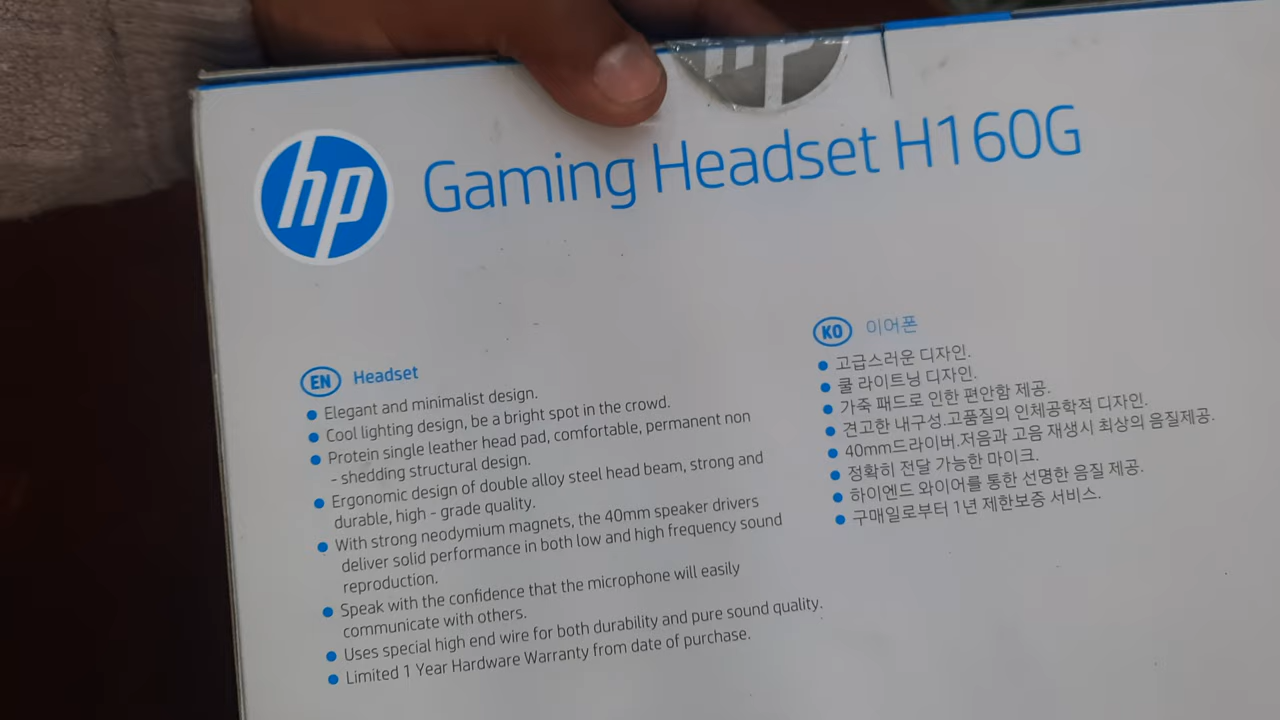 hp
hp Gaming Headset H160G
EN Headset
● Elegant and minimalist design.
● Cool lighting design, be a bright spot in the crowd.
● Protein single leather head pad, comfortable, permanent non
- shedding structural design.
● Ergonomic design of double alloy steel head beam, strong and
durable, high - grade quality.
● With strong neodymium magnets, the 40mm speaker drivers
deliver solid performance in both low and high frequency sound
reproduction.
● Speak with the confidence that the microphone will easily
communicate with others.
● Uses special high end wire for both durability and pure sound quality.
● Limited 1 Year Hardware Warranty from date of purchase.
KO 이어폰
● 고급스러운 디자인.
● 쿨 라이트닝 디자인.
● 가죽 패드로 인한 편안함 제공.
● 견고한 내구성.고품질의 인체공학적 디자인.
● 40mm드라이버.저음과 고음 재생시 최상의 음질제공.
● 정확히 전달 가능한 마이크.
● 하이엔드 와이어를 통한 선명한 음질 제공.
● 구매일로부터 1년 제한보증 서비스.